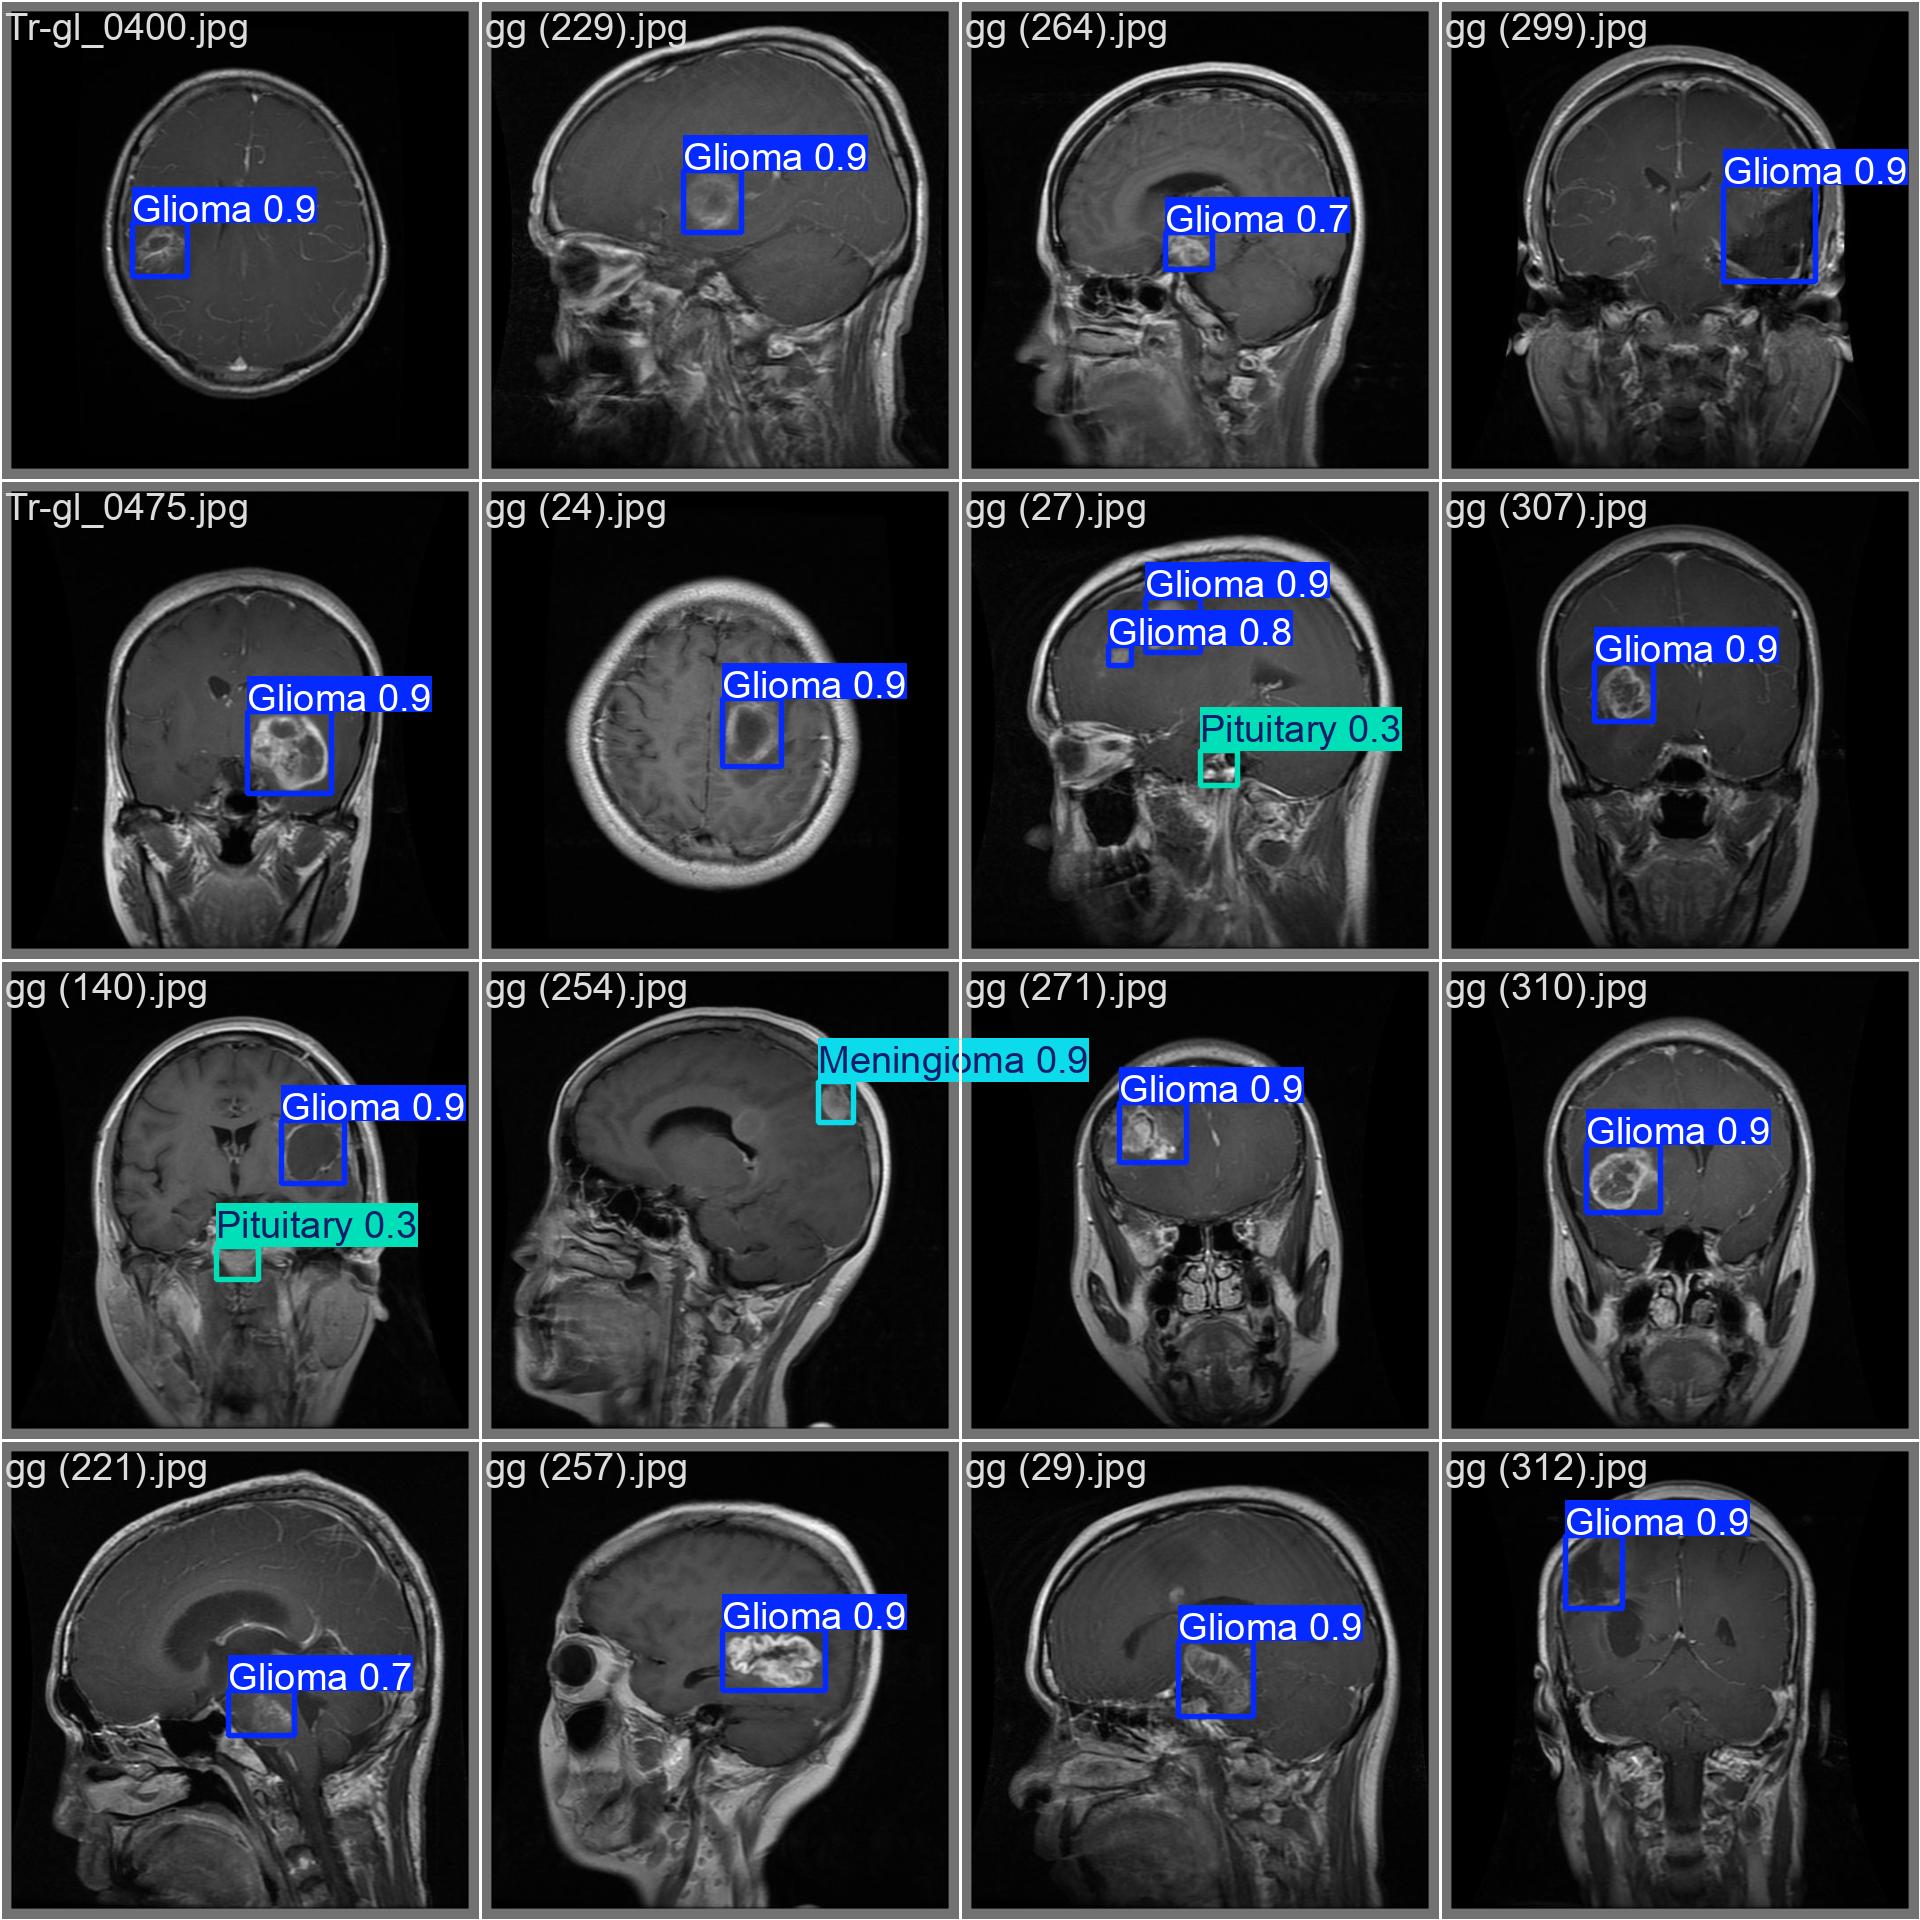 Tr-gl_0400.jpg
Glioma 0.9
gg (229).jpg
Glioma 0.9
gg (264).jpg
Glioma 0.7
gg (299).jpg
Glioma 0.9
Tr-gl_0475.jpg
Glioma 0.9
gg (24).jpg
Glioma 0.9
gg (27).jpg
Glioma 0.9
Glioma 0.8
Pituitary 0.3
gg (307).jpg
Glioma 0.9
gg (140).jpg
Glioma 0.9
Pituitary 0.3
gg (254).jpg
Meningioma 0.9
gg (271).jpg
Glioma 0.9
gg (310).jpg
Glioma 0.9
gg (221).jpg
Glioma 0.7
gg (257).jpg
Glioma 0.9
gg (29).jpg
Glioma 0.9
gg (312).jpg
Glioma 0.9